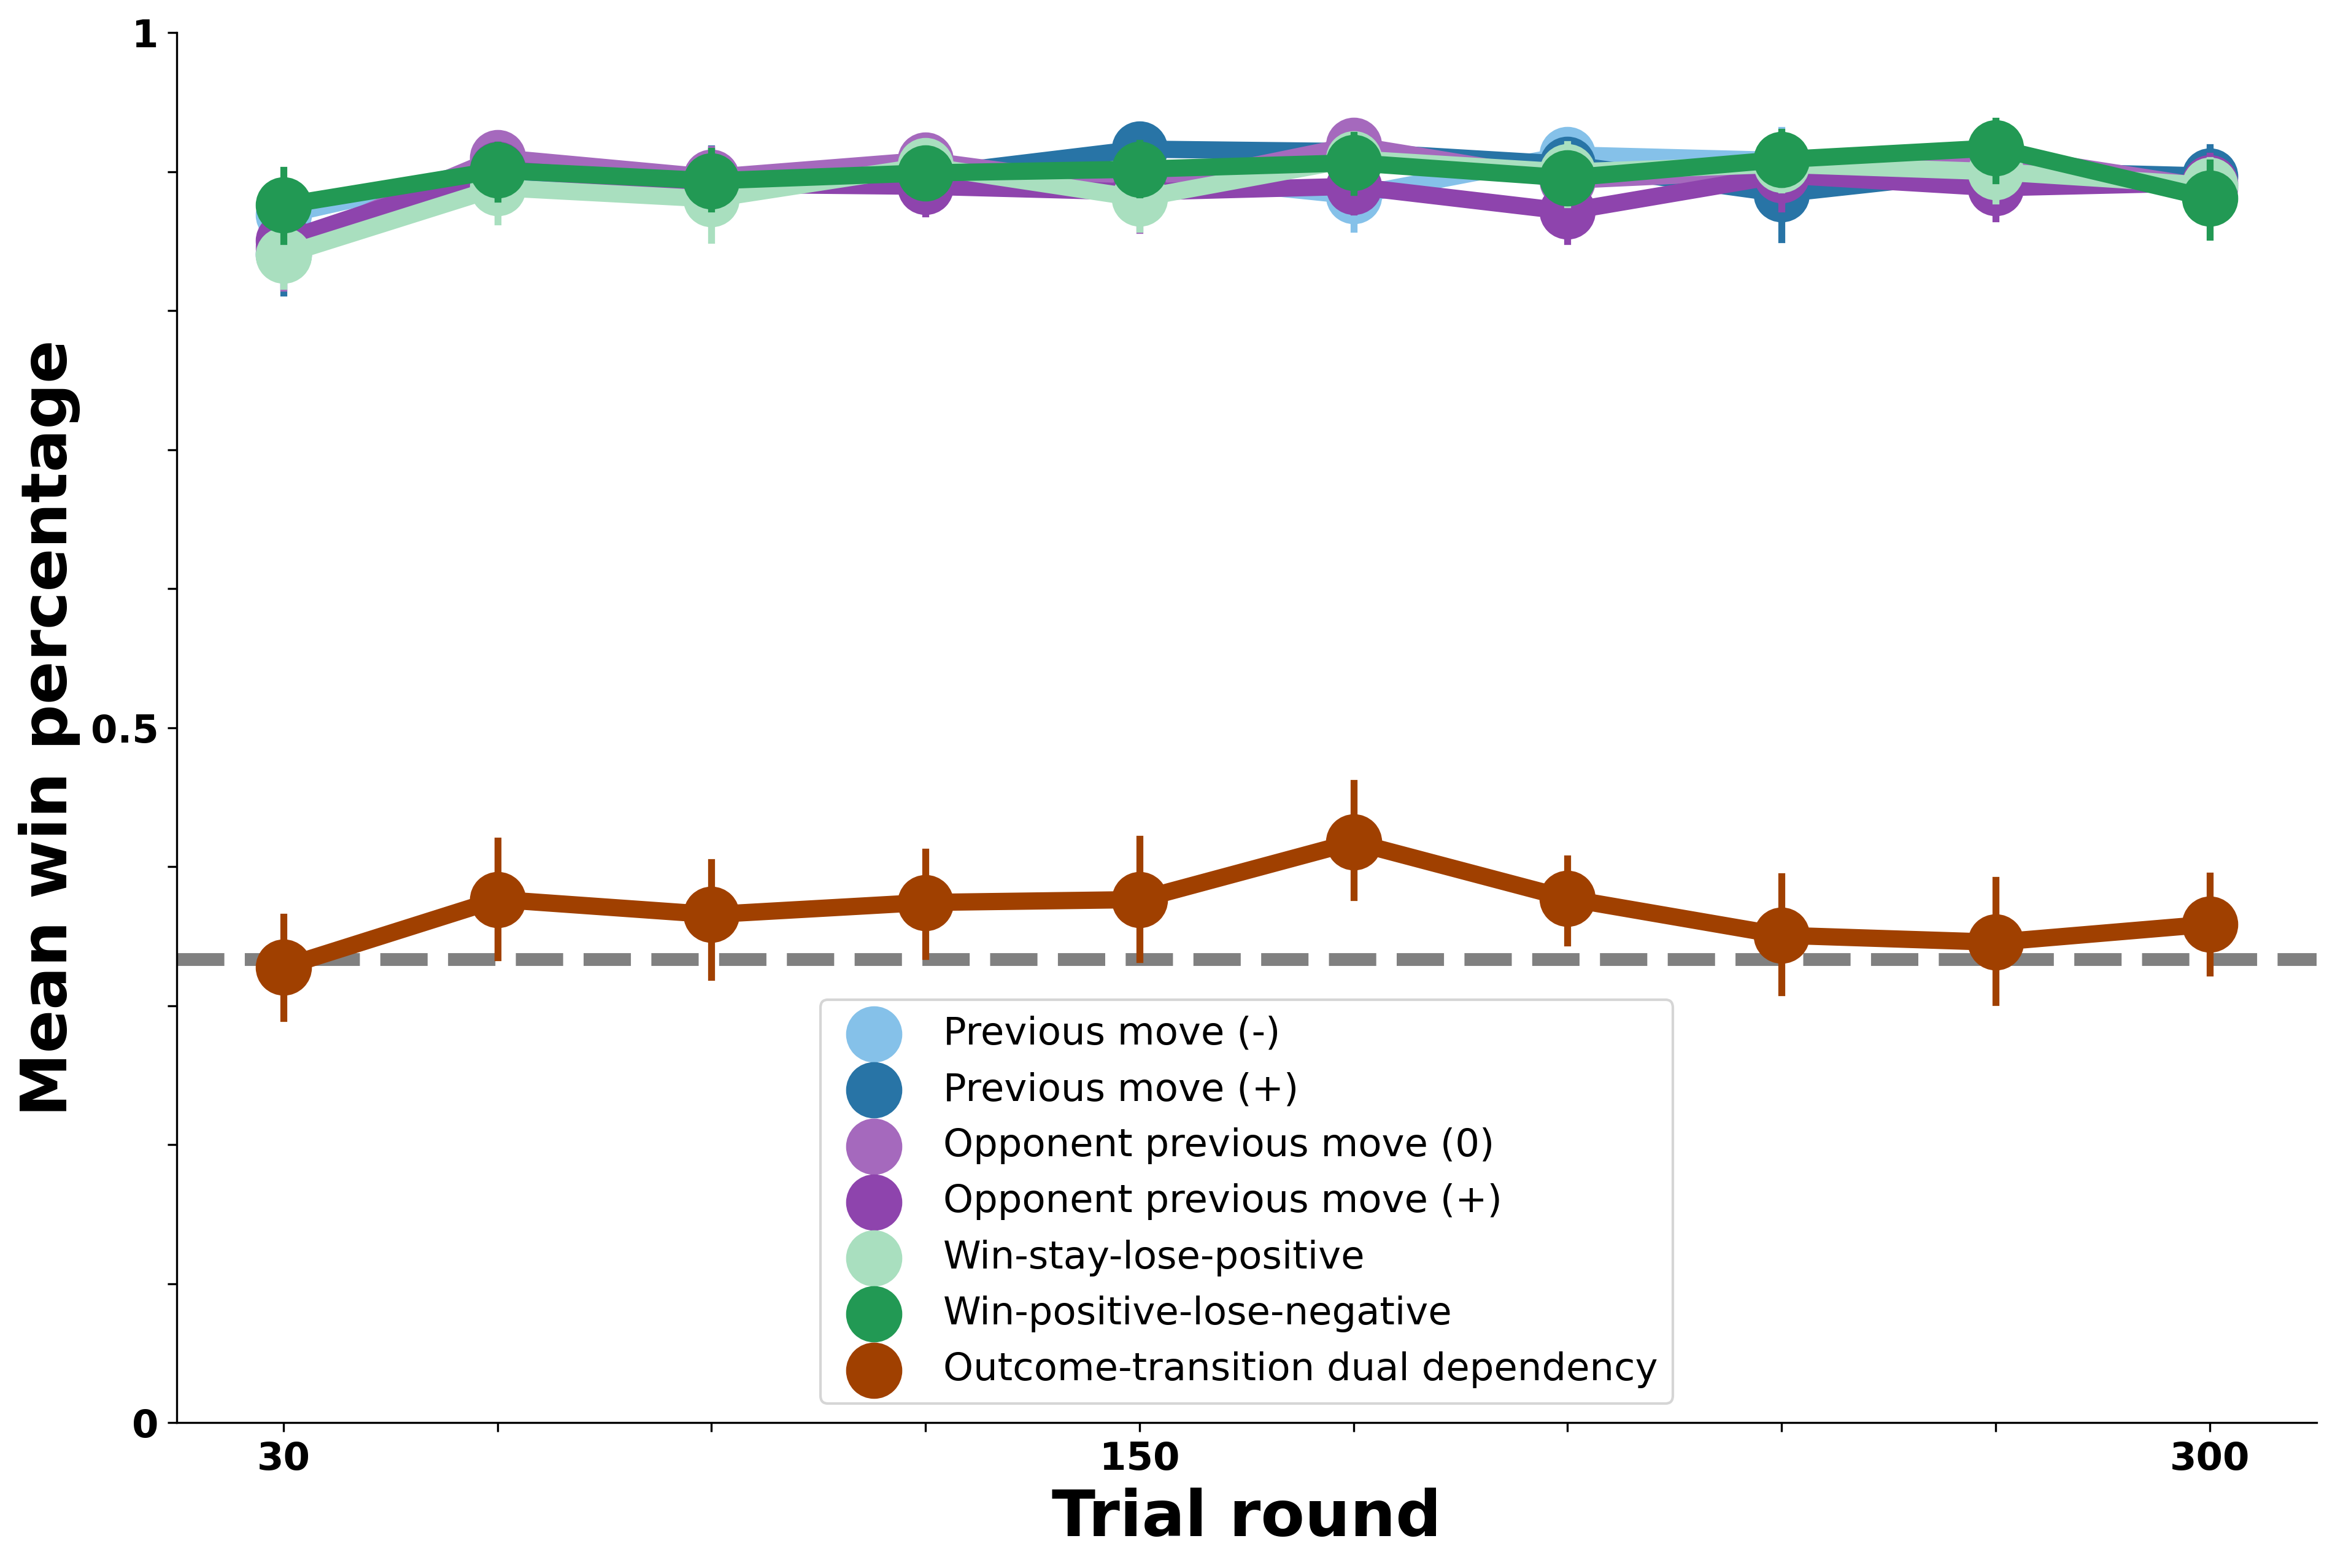 1
0.5
0
Mean win percentage
Previous move (-)
Previous move (+)
Opponent previous move (0)
Opponent previous move (+)
Win-stay-lose-positive
Win-positive-lose-negative
Outcome-transition dual dependency
30
150
300
Trial round